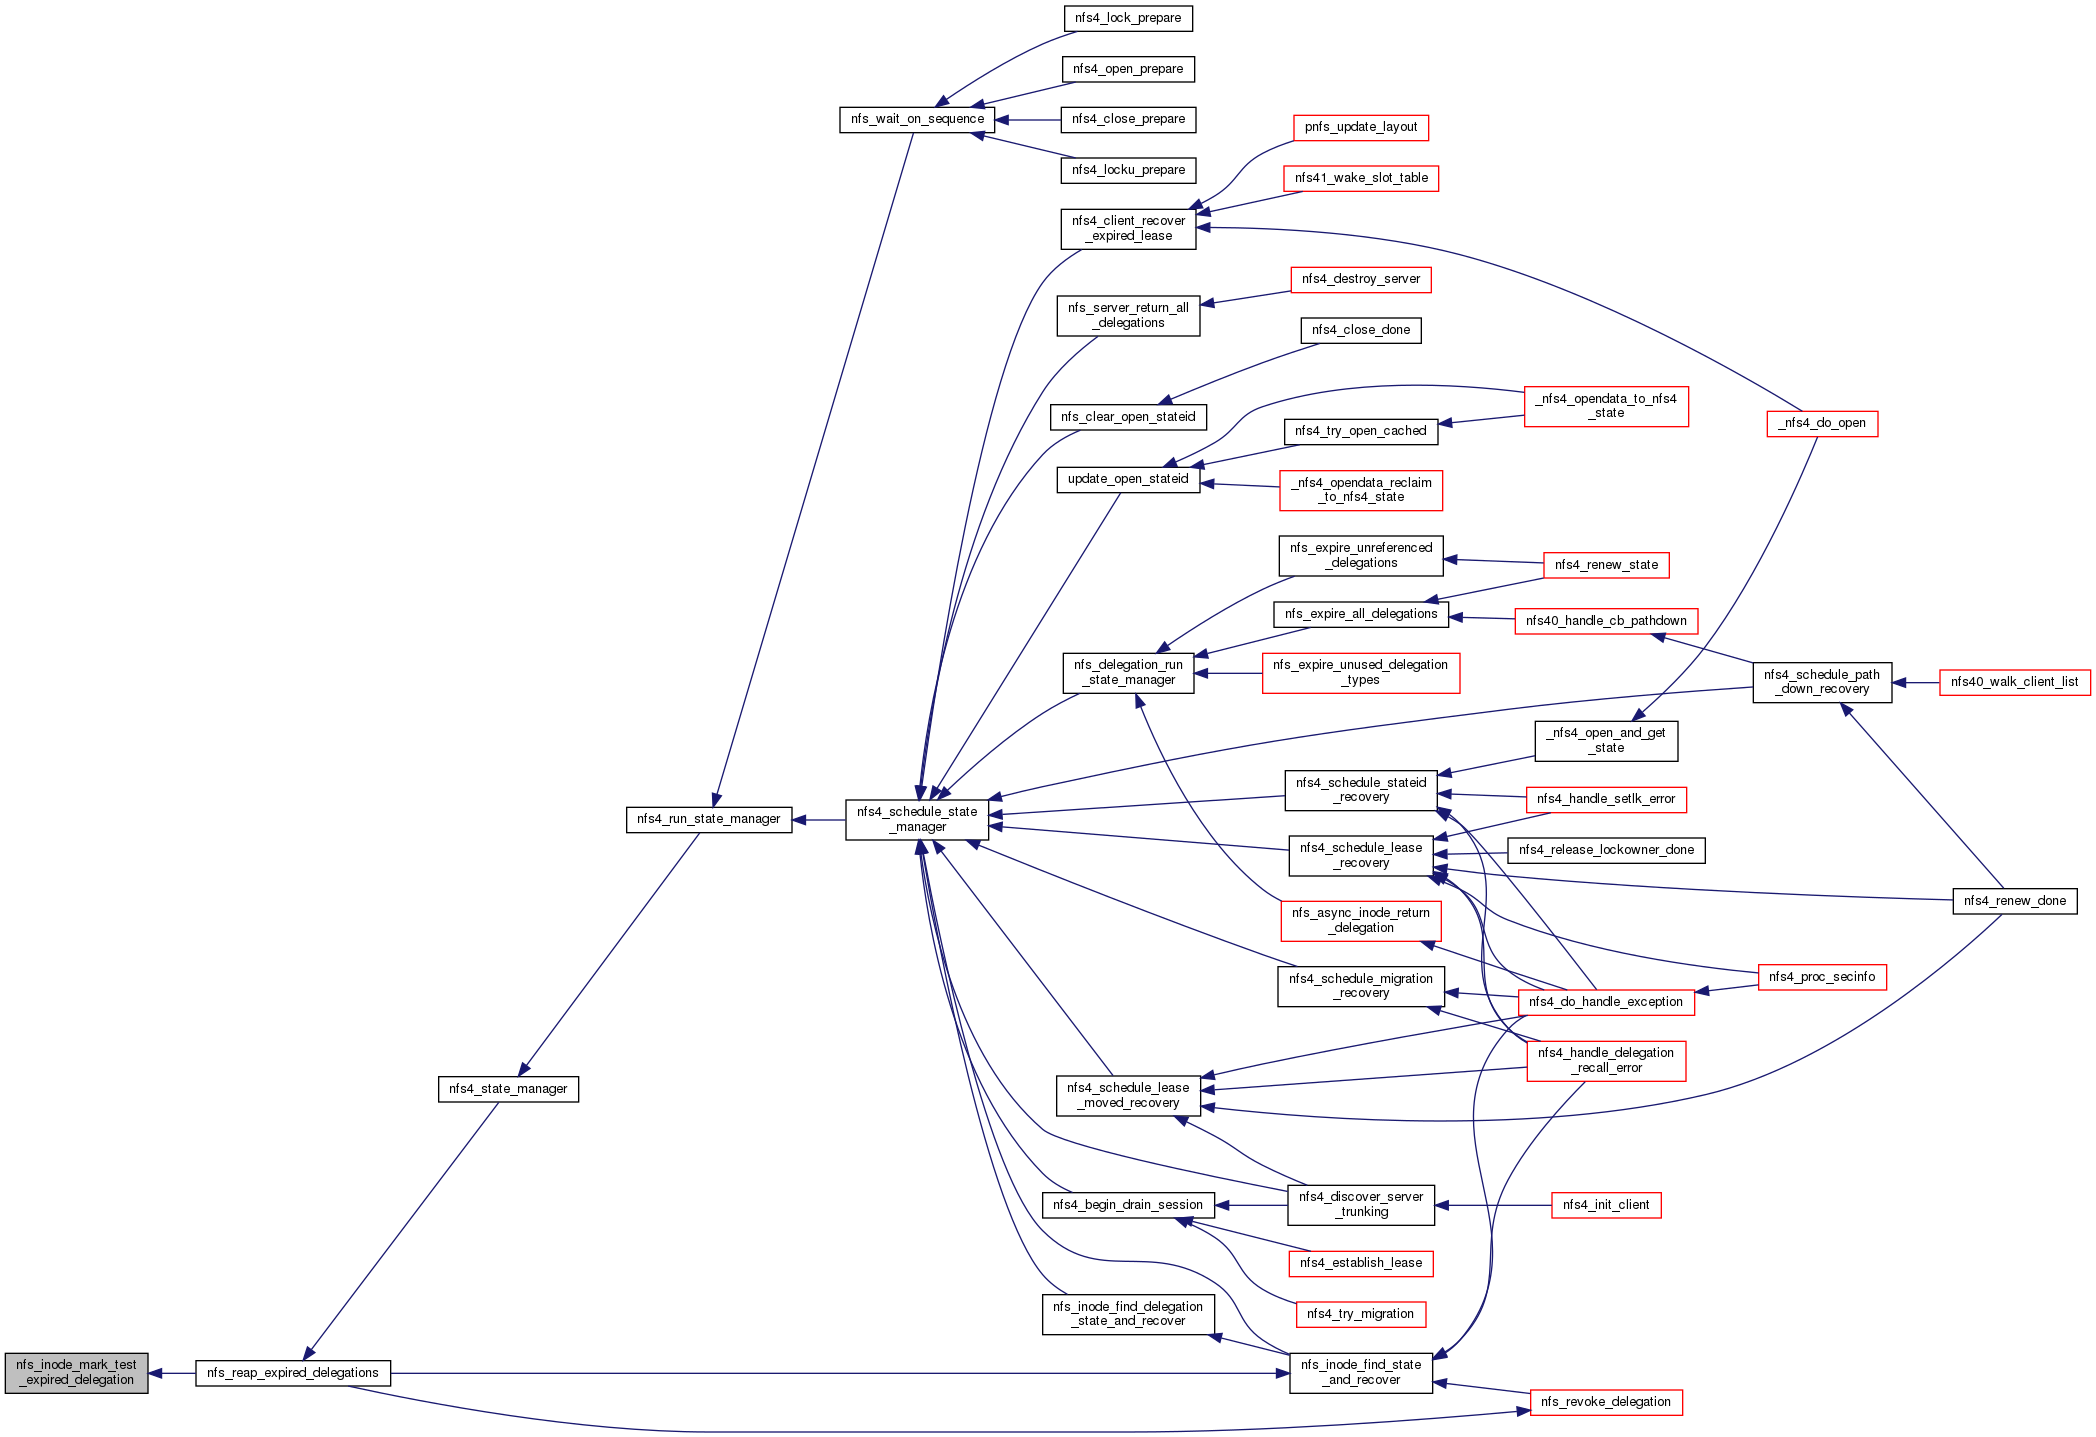 nfs4_lock_prepare
nfs4_open_prepare
nfs_wait_on_sequence
nfs4_close_prepare
nfs4_locku_prepare
pnfs_update_layout
nfs41_wake_slot_table
nfs4_client_recover
_expired_lease
nfs4_destroy_server
nfs_server_return_all
_delegations
nfs4_close_done
nfs_clear_open_stateid
_nfs4_opendata_to_nfs4
_state
nfs4_try_open_cached
_nfs4_do_open
update_open_stateid
_nfs4_opendata_reclaim
_to_nfs4_state
nfs_expire_unreferenced
_delegations
nfs4_renew_state
nfs_expire_all_delegations
nfs40_handle_cb_pathdown
nfs_delegation_run
_state_manager
nfs_expire_unused_delegation
_types
nfs4_schedule_path
_down_recovery
nfs40_walk_client_list
_nfs4_open_and_get
_state
nfs4_schedule_stateid
_recovery
nfs4_handle_setlk_error
nfs4_run_state_manager
nfs4_schedule_state
_manager
nfs4_schedule_lease
_recovery
nfs4_release_lockowner_done
nfs4_renew_done
nfs_async_inode_return
_delegation
nfs4_schedule_migration
_recovery
nfs4_proc_secinfo
nfs4_do_handle_exception
nfs4_handle_delegation
_recall_error
nfs4_state_manager
nfs4_schedule_lease
_moved_recovery
nfs4_begin_drain_session
nfs4_discover_server
_trunking
nfs4_init_client
nfs4_establish_lease
nfs_inode_find_delegation
_state_and_recover
nfs4_try_migration
nfs_inode_mark_test
_expired_delegation
nfs_reap_expired_delegations
nfs_inode_find_state
_and_recover
nfs_revoke_delegation